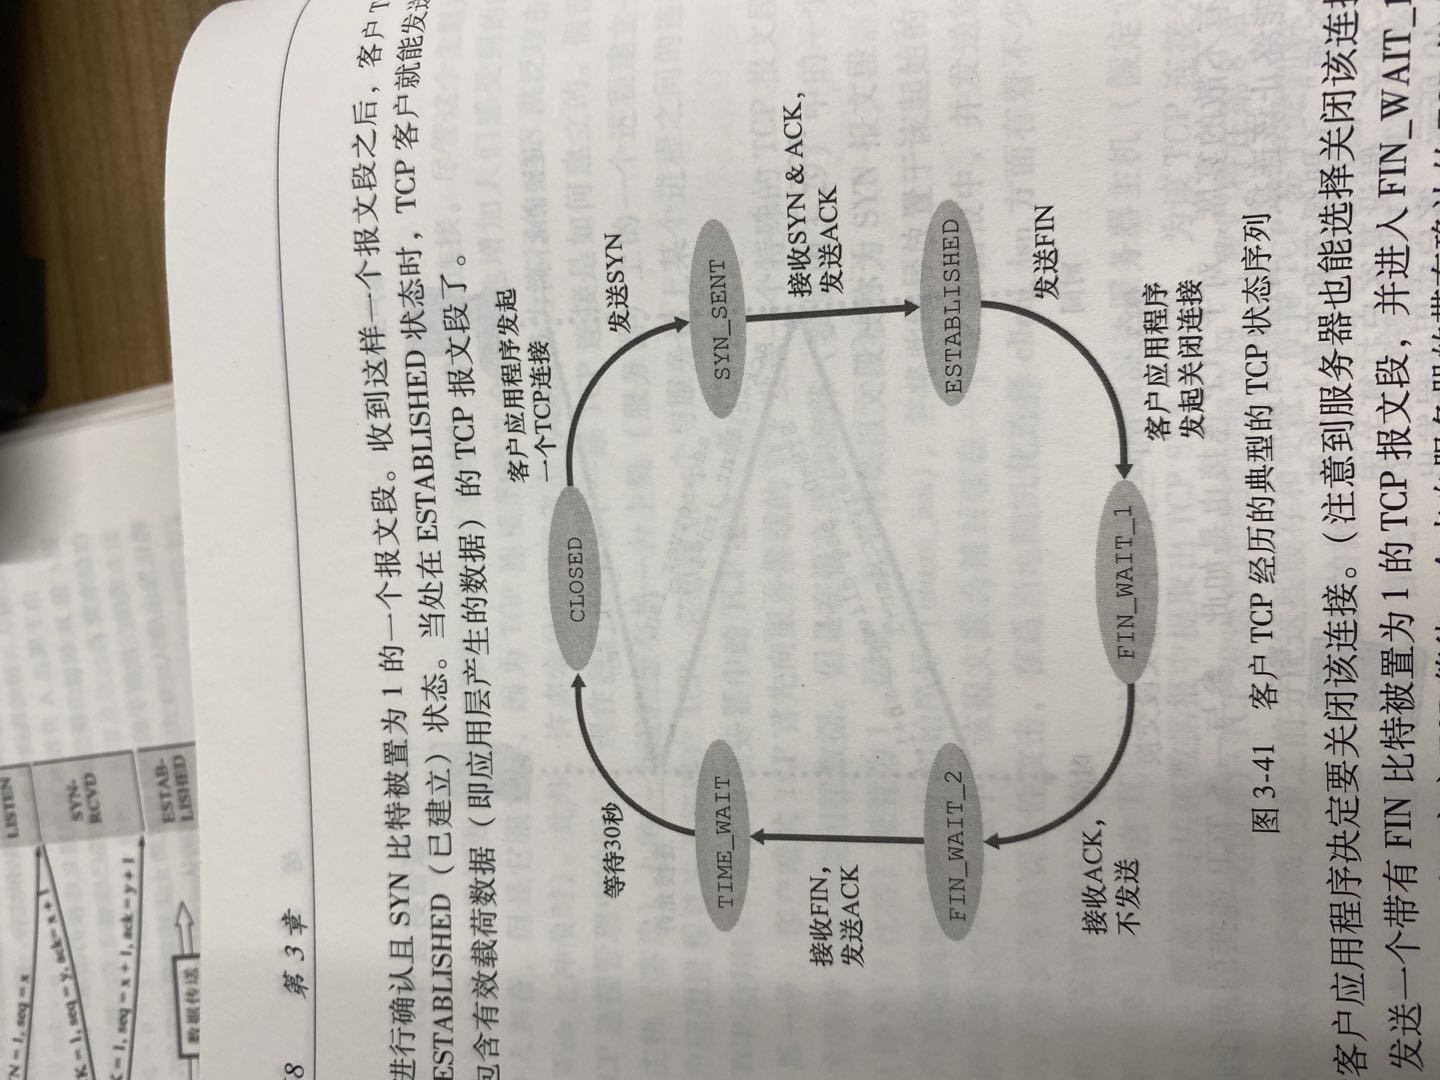 N=1, seq=x
LISTEN
K=1, seq=y, ack=x+1
SYN-
RCVD
K=1, seq=x+1, ack=y+1
ESTAB-
LISHED
数据传送
8 第3章
进行确认且 SYN 比特被置为 1 的一个报文段。收到这样一个报文段之后，客户 T
ESTABLISHED（已建立）状态。当处在 ESTABLISHED 状态时，TCP 客户就能发送
包含有效载荷数据（即应用层产生的数据）的 TCP 报文段了。
客户应用程序发起
一个TCP连接
CLOSED
等待30秒
发送SYN
TIME_WAIT
SYN_SENT
接收FIN，
发送ACK
接收SYN & ACK，
发送ACK
FIN_WAIT_2
ESTABLISHED
发送FIN
接收ACK，
不发送
FIN_WAIT_1
客户应用程序
发起关闭连接
图 3-41 客户 TCP 经历的典型的 TCP 状态序列
客户应用程序决定要关闭该连接。（注意到服务器也能选择关闭该连接
发送一个带有 FIN 比特被置为 1 的 TCP 报文段，并进入 FIN_WAIT_1